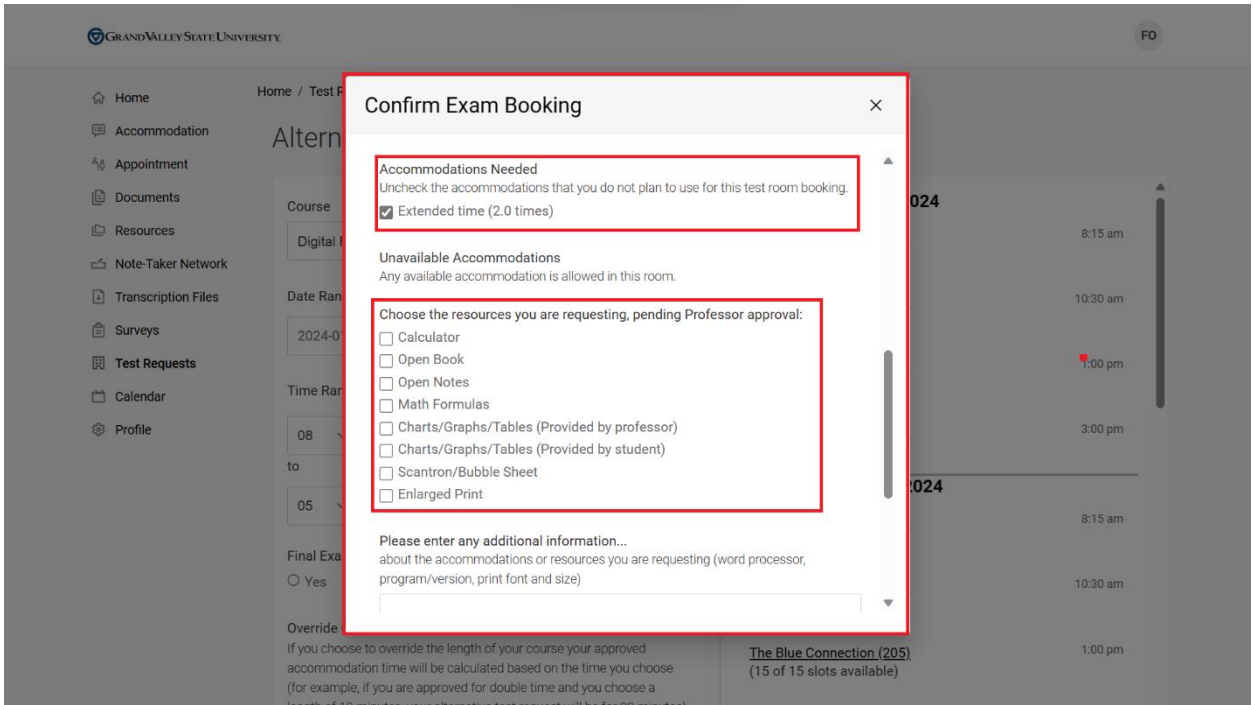 GRAND VALLEY STATE UNIVERSITY
FO
Home
Accommodation
Appointment
Documents
Resources
Note-Taker Network
Transcription Files
Surveys
Test Requests
Calendar
Profile
Home / Test R
Altern
Course
Digital
Date Ran
2024-0
Time Rar
08
to
05
Final Exa
Yes
Override
If you choose to override the length of your course your approved
accommodation time will be calculated based on the time you choose
(for example, if you are approved for double time and you choose a
Confirm Exam Booking
Accommodations Needed
Uncheck the accommodations that you do not plan to use for this test room booking.
Extended time (2.0 times)
Unavailable Accommodations
Any available accommodation is allowed in this room.
Choose the resources you are requesting, pending Professor approval:
Calculator
Open Book
Open Notes
Math Formulas
Charts/Graphs/Tables (Provided by professor)
Charts/Graphs/Tables (Provided by student)
Scantron/Bubble Sheet
Enlarged Print
Please enter any additional information...
about the accommodations or resources you are requesting (word processor,
program/version, print font and size)
024
8:15 am
10:30 am
1:00 pm
3:00 pm
2024
8:15 am
10:30 am
The Blue Connection (205)
1:00 pm
(15 of 15 slots available)